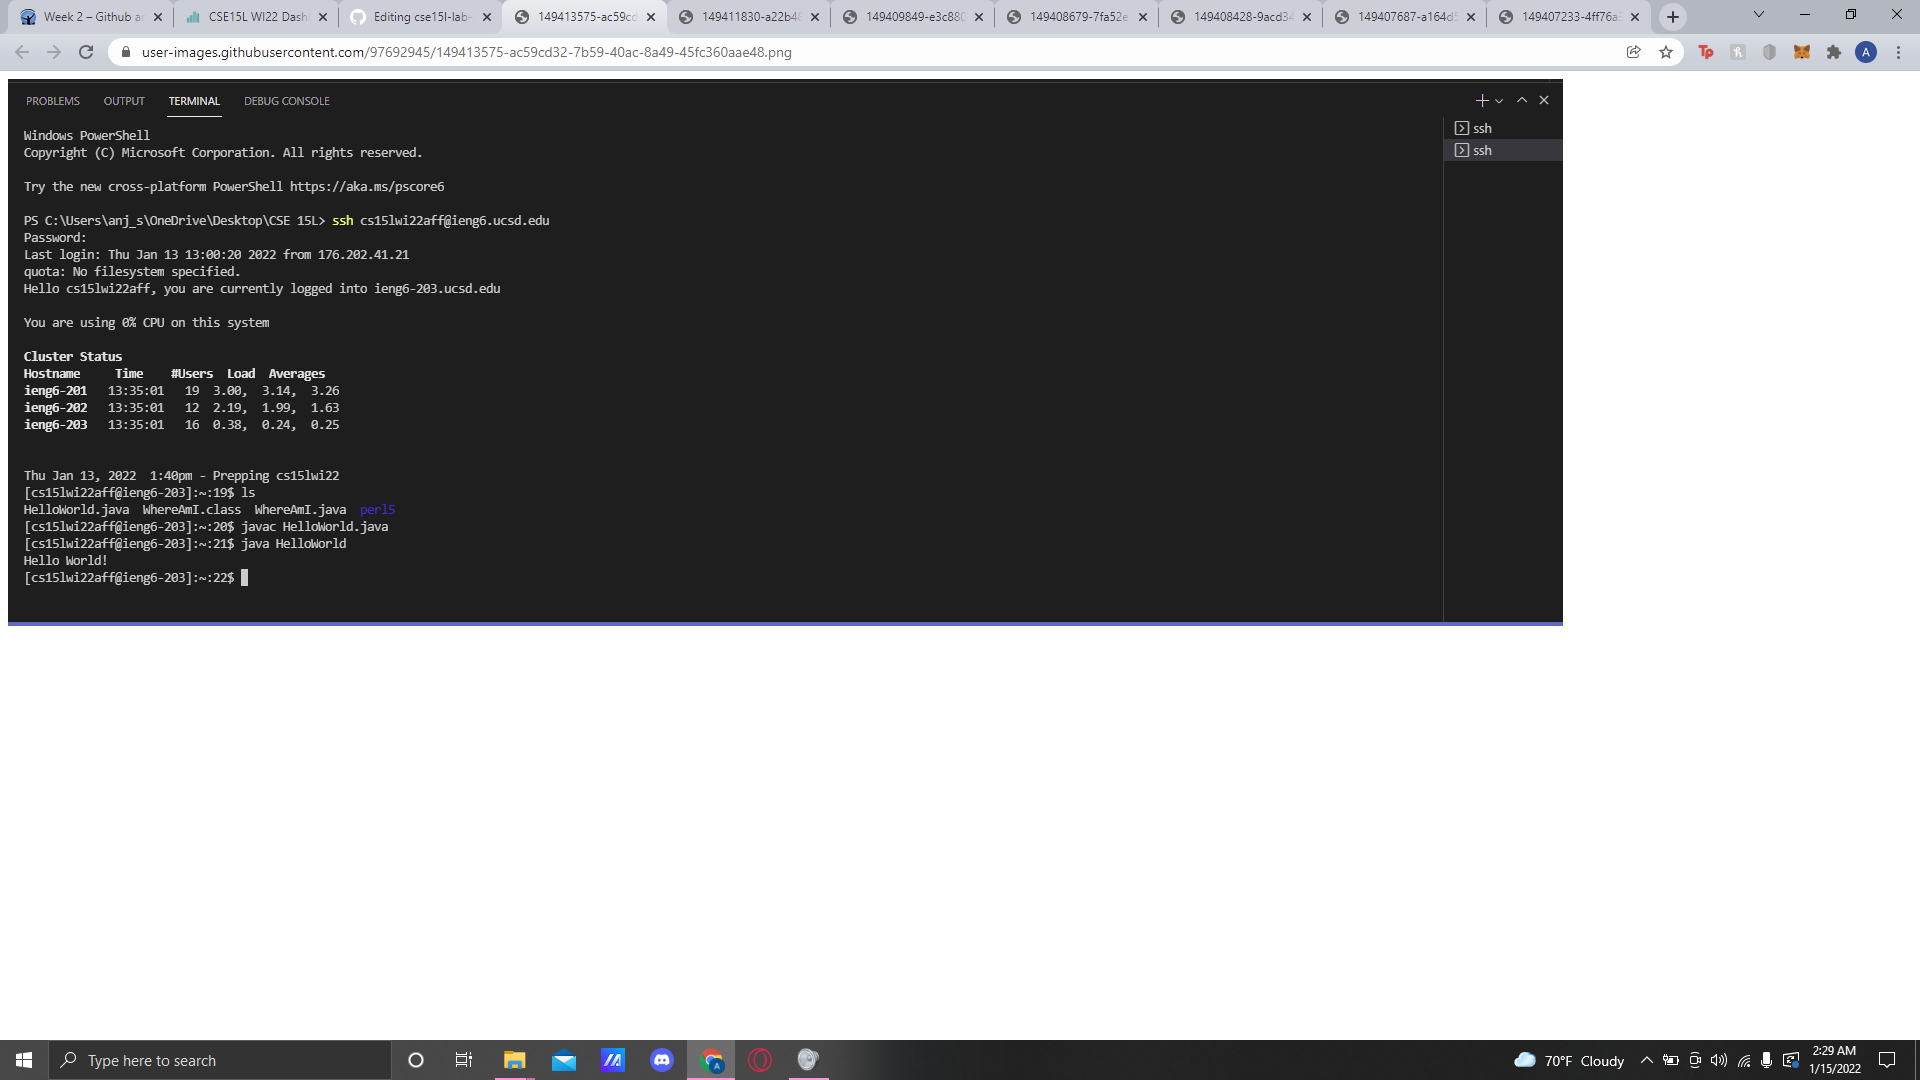 Week 2 – Github ar
CSE15L WI22 Dash
Editing cse15l-lab-
149413575-ac59cd
149411830-a22b48
149409849-e3c880
149408679-7fa52e
149408428-9acd34
149407687-a164d5
149407233-4ff76a
user-images.githubusercontent.com/97692945/149413575-ac59cd32-7b59-40ac-8a49-45fc360aae48.png
A
PROBLEMS OUTPUT TERMINAL DEBUG CONSOLE
ssh
ssh
Windows PowerShell
Copyright (C) Microsoft Corporation. All rights reserved.
Try the new cross-platform PowerShell https://aka.ms/pscore6
PS C:\Users\anj_s\OneDrive\Desktop\CSE 15L> ssh cs15lwi22aff@ieng6.ucsd.edu
Password:
Last login: Thu Jan 13 13:00:20 2022 from 176.202.41.21
quota: No filesystem specified.
Hello cs15lwi22aff, you are currently logged into ieng6-203.ucsd.edu
You are using 0% CPU on this system
Cluster Status
Hostname Time #Users Load Averages
ieng6-201 13:35:01 19 3.00, 3.14, 3.26
ieng6-202 13:35:01 12 2.19, 1.99, 1.63
ieng6-203 13:35:01 16 0.38, 0.24, 0.25
Thu Jan 13, 2022 1:40pm - Prepping cs15lwi22
[cs15lwi22aff@ieng6-203]:~:19$ ls
HelloWorld.java WhereAmI.class WhereAmI.java perl5
[cs15lwi22aff@ieng6-203]:~:20$ javac HelloWorld.java
[cs15lwi22aff@ieng6-203]:~:21$ java HelloWorld
Hello World!
[cs15lwi22aff@ieng6-203]:~:22$
Type here to search
70°F Cloudy
2:29 AM
1/15/2022